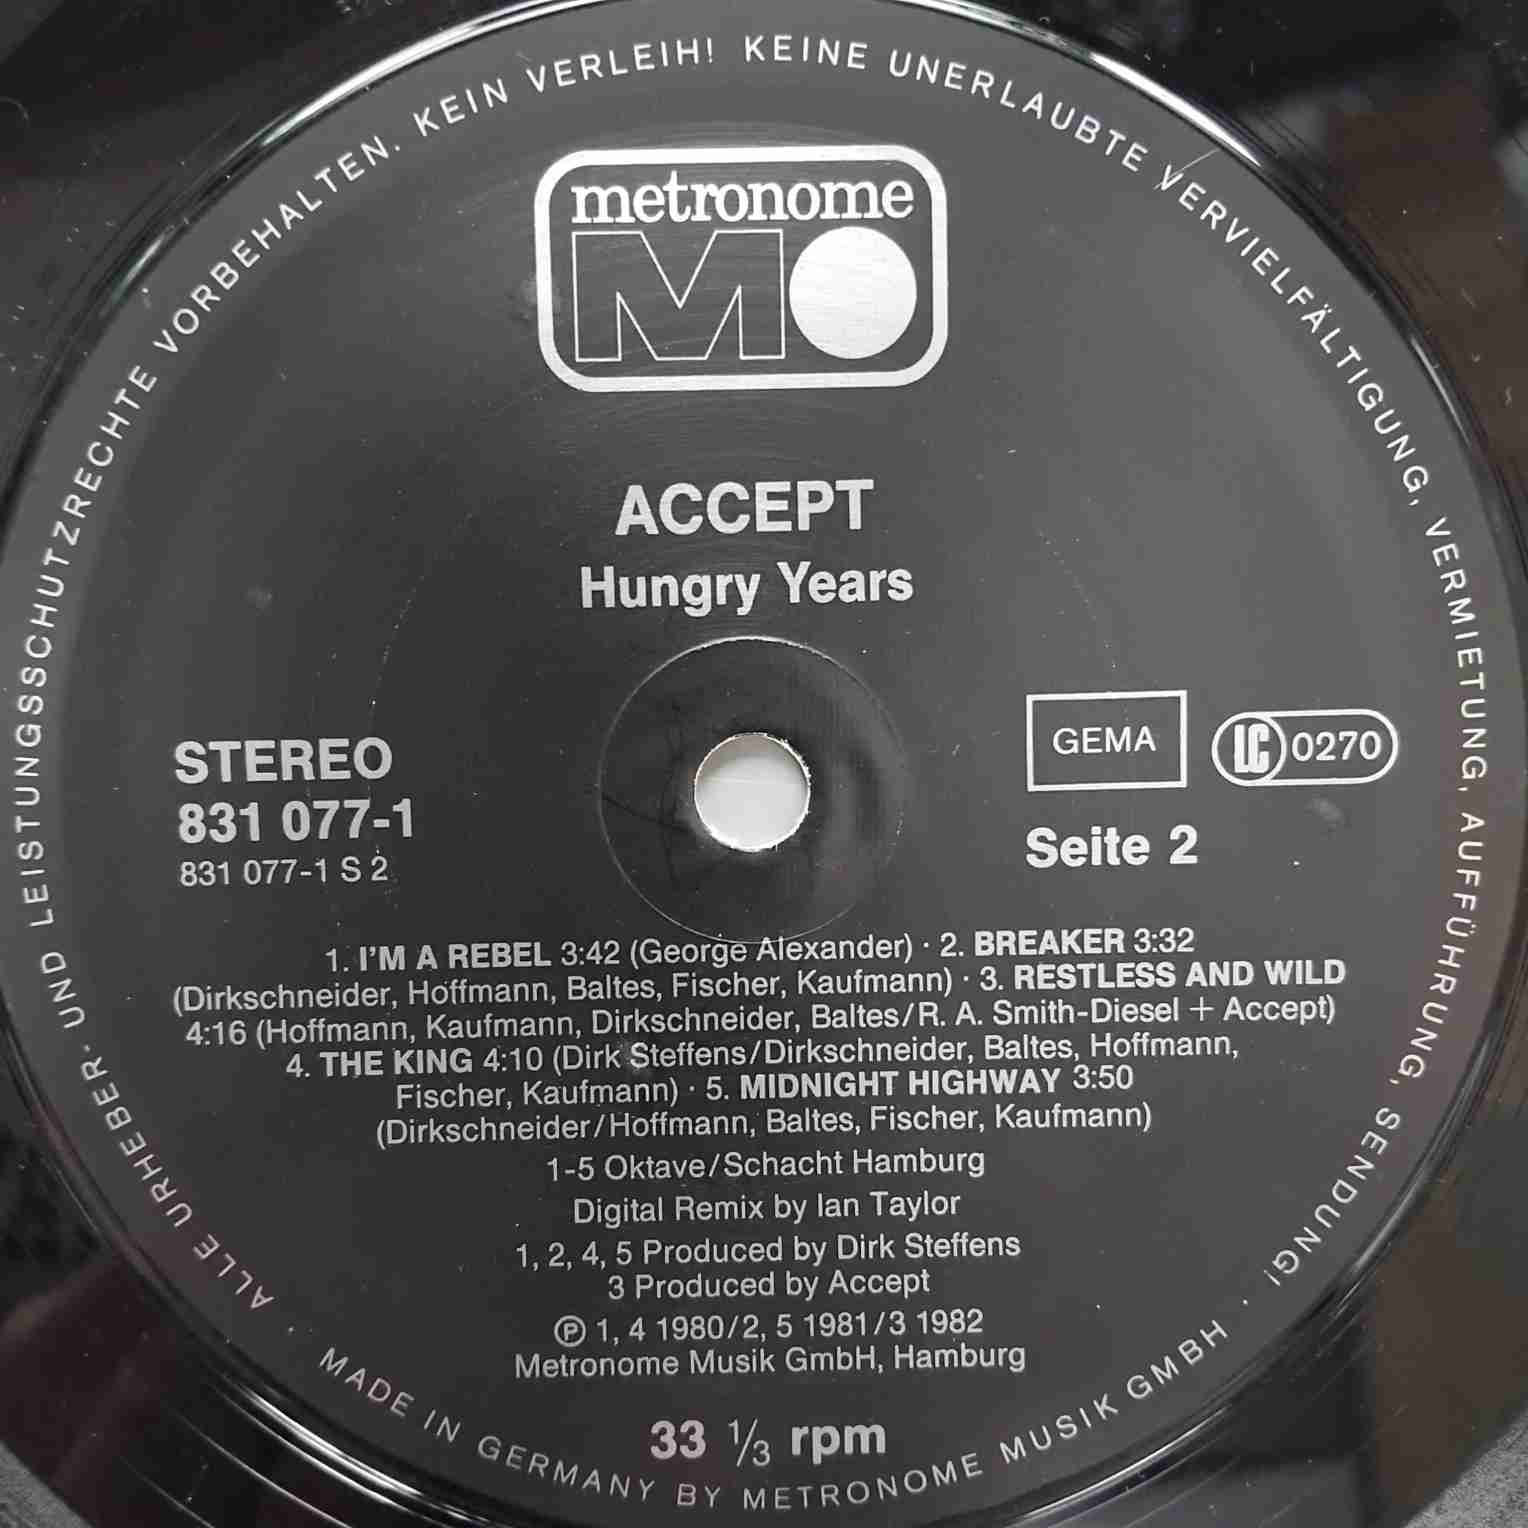 ALLE URHEBER- UND LEISTUNGSSCHUTZRECHTE VORBEHALTEN. KEIN VERLEIH! KEINE UNERLAUBTE VERVIELFÄLTIGUNG, VERMIETUNG, AUFFÜHRUNG, SENDUNG!
metronome
MO
ACCEPT
Hungry Years
STEREO
831 077-1
831 077-1 S 2
GEMA
LC 0270
Seite 2
1. I'M A REBEL 3:42 (George Alexander) · 2. BREAKER 3:32
(Dirkschneider, Hoffmann, Baltes, Fischer, Kaufmann) · 3. RESTLESS AND WILD
4:16 (Hoffmann, Kaufmann, Dirkschneider, Baltes/R. A. Smith-Diesel + Accept)
4. THE KING 4:10 (Dirk Steffens/Dirkschneider, Baltes, Hoffmann,
Fischer, Kaufmann) · 5. MIDNIGHT HIGHWAY 3:50
(Dirkschneider/Hoffmann, Baltes, Fischer, Kaufmann)
1-5 Oktave/Schacht Hamburg
Digital Remix by Ian Taylor
1, 2, 4, 5 Produced by Dirk Steffens
3 Produced by Accept
℗ 1, 4 1980/2, 5 1981/3 1982
Metronome Musik GmbH, Hamburg
33 ⅓ rpm
· MADE IN GERMANY BY METRONOME MUSIK GMBH ·